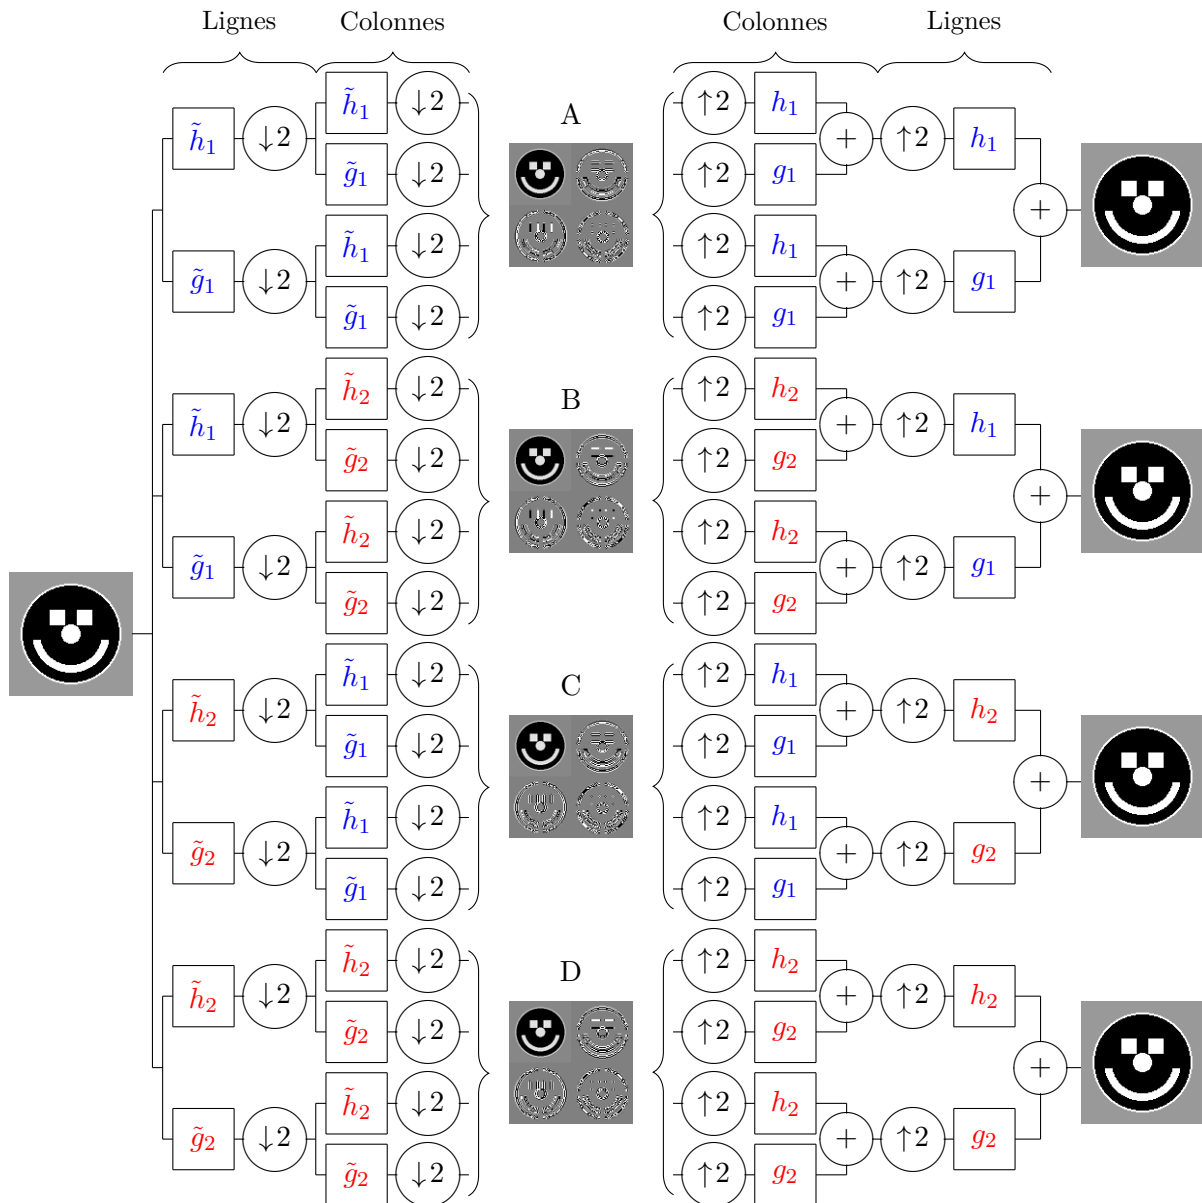 Lignes Colonnes Colonnes Lignes
h̃₁ ↓2 ↑2 h₁
A
h̃₁ ↓2 + ↑2 h₁
g̃₁ ↓2 ↑2 g₁
+
h̃₁ ↓2 ↑2 h₁
g̃₁ ↓2 + ↑2 g₁
g̃₁ ↓2 ↑2 g₁
h̃₂ ↓2 ↑2 h₂
B
h̃₁ ↓2 + ↑2 h₁
g̃₂ ↓2 ↑2 g₂
+
h̃₂ ↓2 ↑2 h₂
g̃₁ ↓2 + ↑2 g₁
g̃₂ ↓2 ↑2 g₂
h̃₁ ↓2 ↑2 h₁
C
h̃₂ ↓2 + ↑2 h₂
g̃₁ ↓2 ↑2 g₁
+
h̃₁ ↓2 ↑2 h₁
g̃₂ ↓2 + ↑2 g₂
g̃₁ ↓2 ↑2 g₁
h̃₂ ↓2 ↑2 h₂
D
h̃₂ ↓2 + ↑2 h₂
g̃₂ ↓2 ↑2 g₂
+
h̃₂ ↓2 ↑2 h₂
g̃₂ ↓2 + ↑2 g₂
g̃₂ ↓2 ↑2 g₂